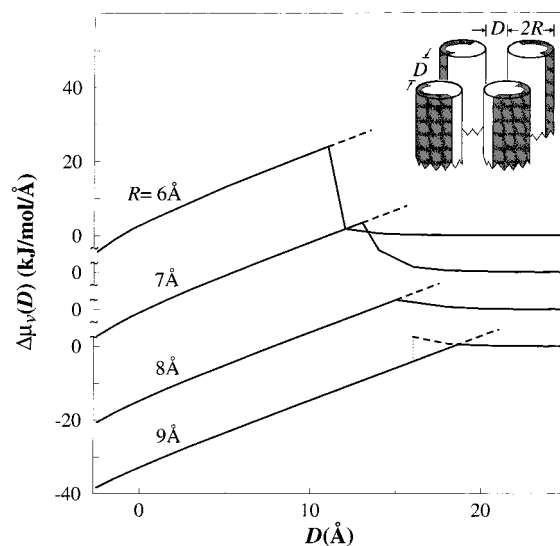 D 2R
D
40
20
0
0
0
0
-20
-40
R= 6Å
7Å
8Å
9Å
Δμᵥ(D) (kJ/mol/Å)
0 10 20
D(Å)